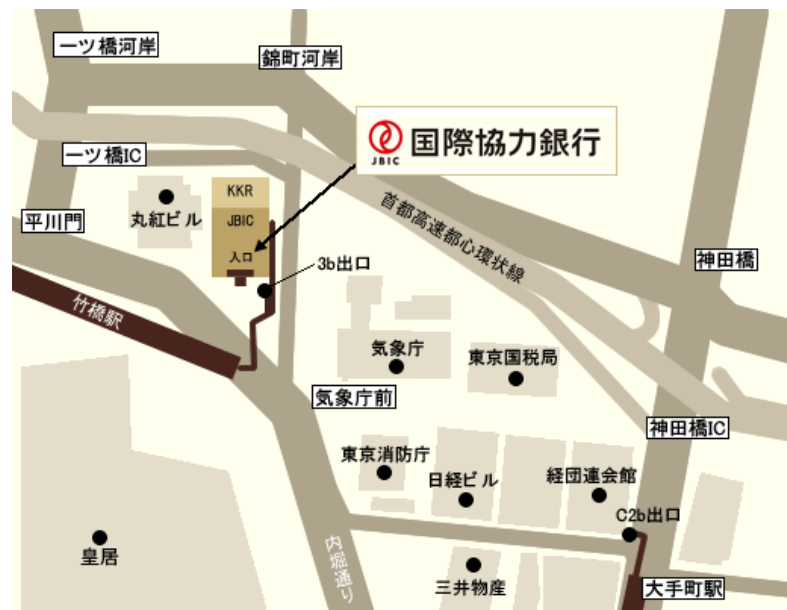 一ツ橋河岸
錦町河岸
JBIC
国際協力銀行
一ツ橋IC
KKR
丸紅ビル
JBIC
平川門
入口
3b出口
首都高速都心環状線
神田橋
竹橋駅
気象庁
東京国税局
気象庁前
神田橋IC
東京消防庁
日経ビル
経団連会館
C2b出口
内堀通り
皇居
三井物産
大手町駅